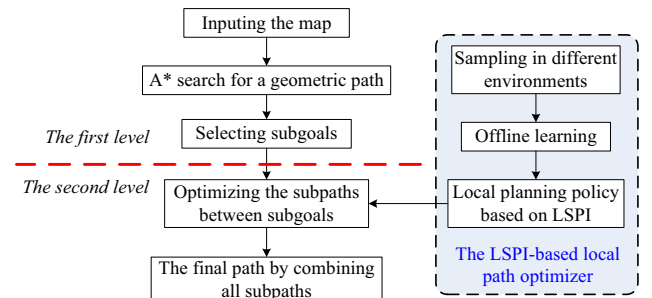 Inputing the map
A* search for a geometric path
The first level
Selecting subgoals
The second level
Optimizing the subpaths
between subgoals
The final path by combining
all subpaths
Sampling in different
environments
Offline learning
Local planning policy
based on LSPI
The LSPI-based local
path optimizer